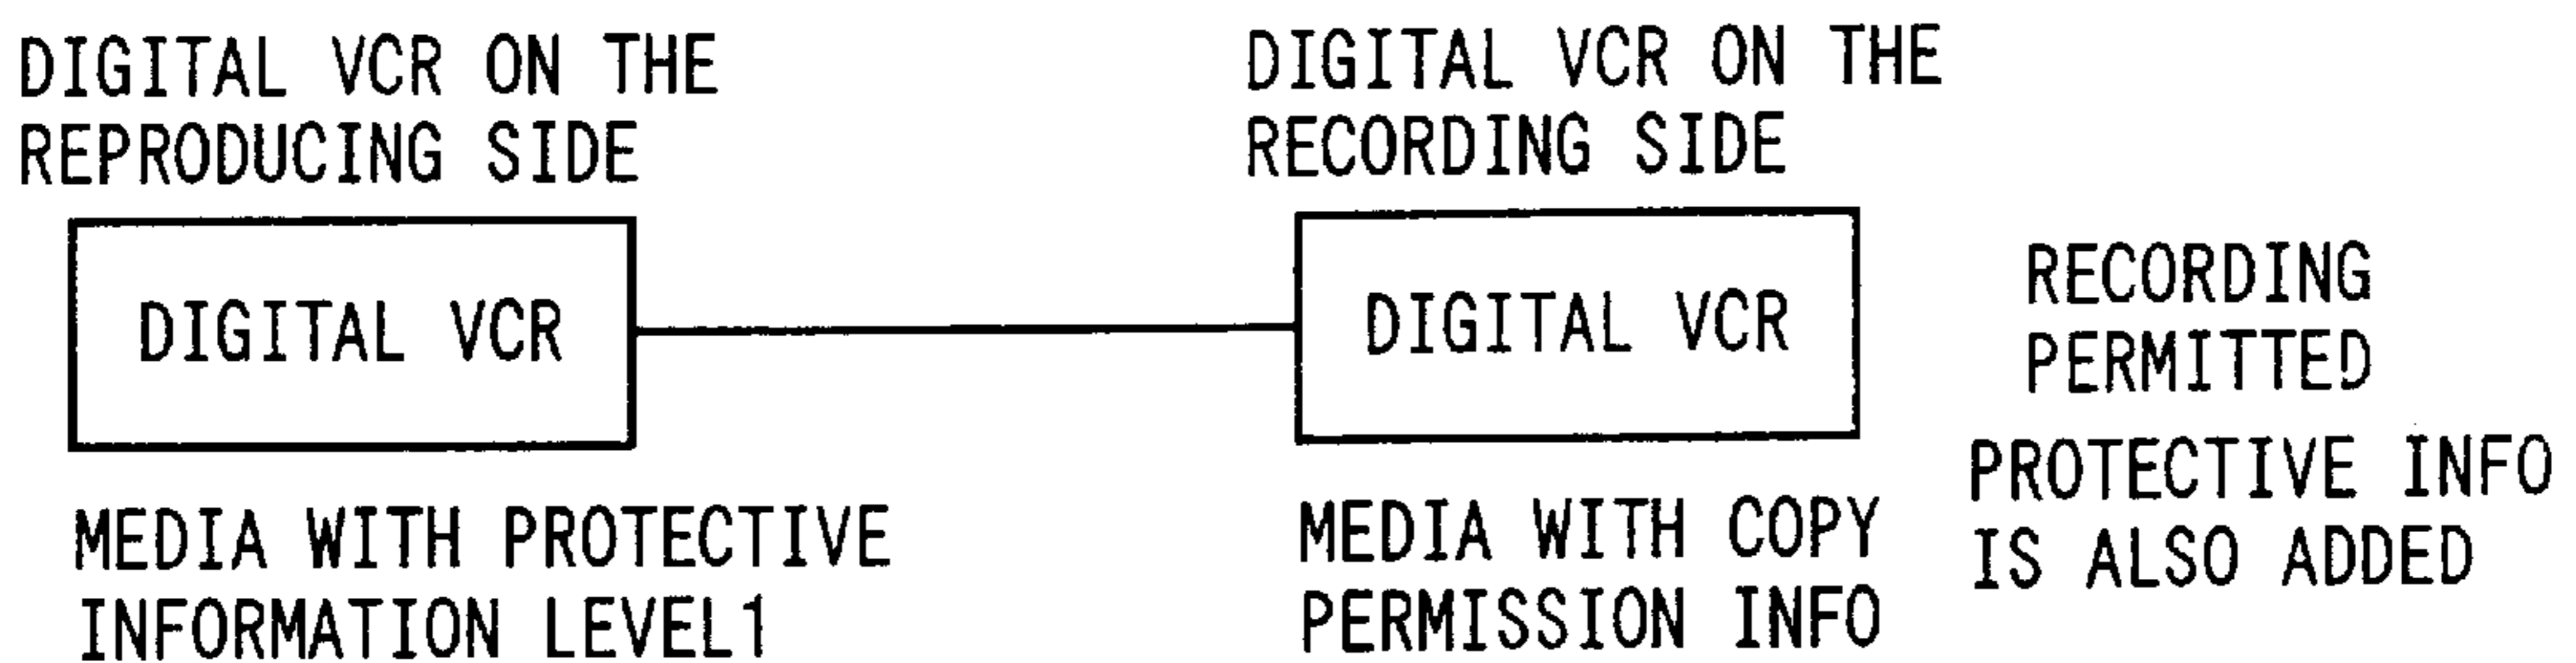 DIGITAL VCR ON THE
REPRODUCING SIDE
DIGITAL VCR
MEDIA WITH PROTECTIVE
INFORMATION LEVEL1
DIGITAL VCR ON THE
RECORDING SIDE
DIGITAL VCR
MEDIA WITH COPY
PERMISSION INFO
RECORDING
PERMITTED
PROTECTIVE INFO
IS ALSO ADDED